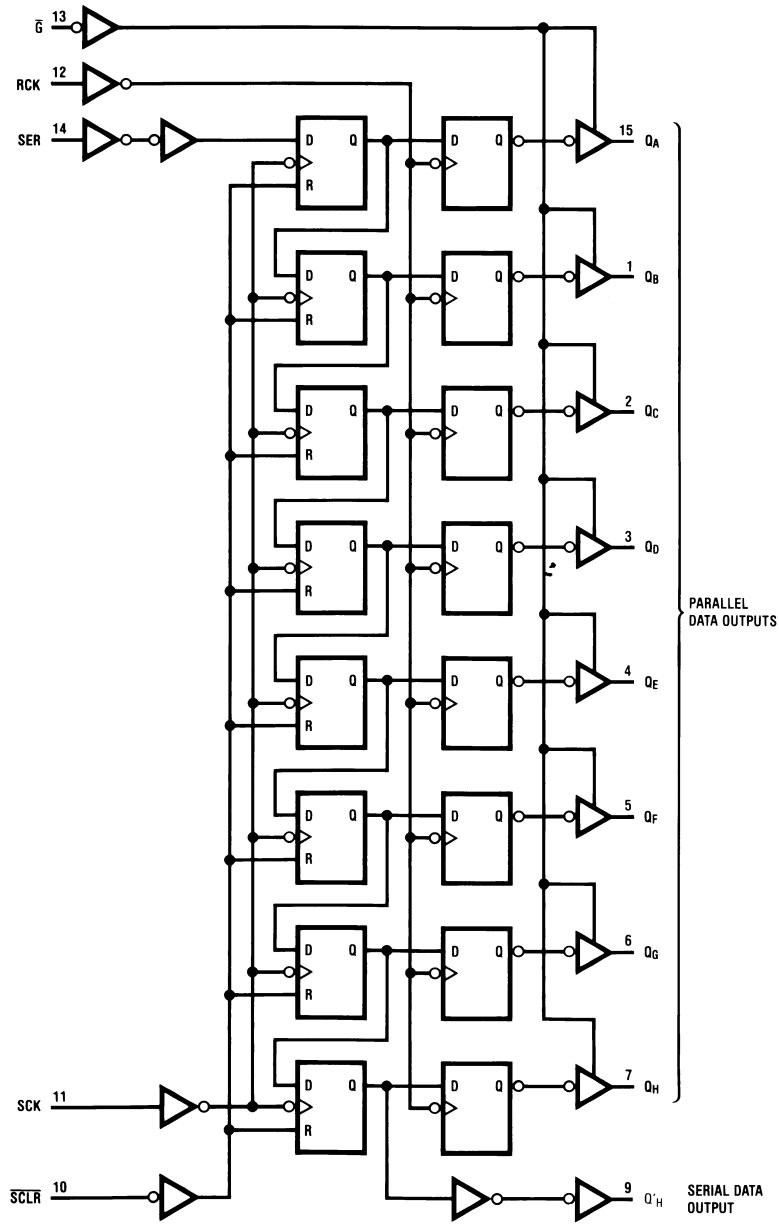 G 13
RCK 12
SER 14
D Q D Q 15 QA
R
D Q D Q 1 QB
R
D Q D Q 2 QC
R
D Q D Q 3 QD
R
PARALLEL
DATA OUTPUTS
D Q D Q 4 QE
R
D Q D Q 5 QF
R
D Q D Q 6 QG
R
D Q D Q 7 QH
SCK 11
R
SCLR 10
9 Q'H SERIAL DATA
OUTPUT